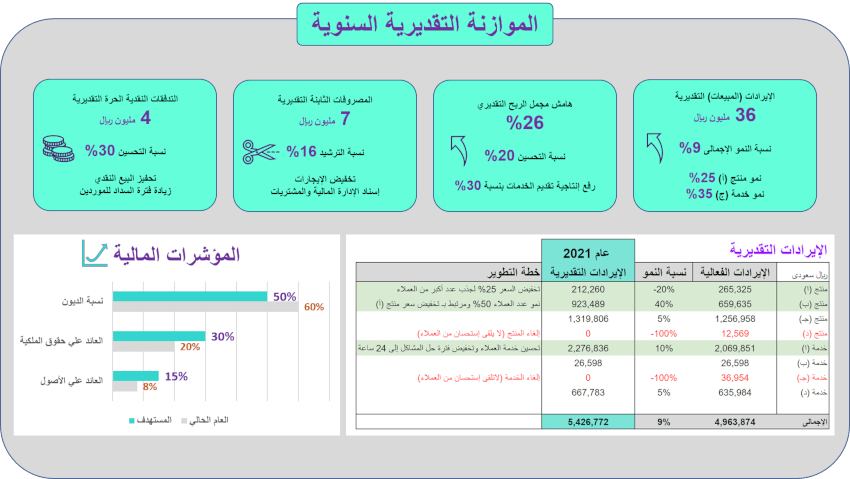 الموازنة التقديرية السنوية
الإيرادات (المبيعات) التقديرية
36 مليون ريال
نسبة النمو الإجمالى 9%
نمو منتج (أ) 25%
نمو خدمة (ج) 35%
هامش مجمل الربح التقديري
%26
نسبة التحسين 20%
رفع إنتاجية تقديم الخدمات بنسبة 30%
المصروفات الثابتة التقديرية
7 مليون ريال
نسبة الترشيد 16%
تخفيض الإيجارات
إسناد الإدارة المالية والمشتريات
التدفقات النقدية الحرة التقديرية
4 مليون ريال
نسبة التحسين 30%
تحفيز البيع النقدي
زيادة فترة السداد للموردين
الإيرادات التقديرية
عام 2021
ريال سعودى الإيرادات الفعالية نسبة النمو الإيرادات التقديرية خطة التطوير
منتج (ا) 265,325 -20% 212,260 تخفيض السعر 25% لجذب عدد أكبر من العملاء
منتج (ب) 659,635 40% 923,489 نمو عدد العملاء 50% ومرتبط بـ تخفيض سعر منتج (أ)
منتج (جـ) 1,256,958 5% 1,319,806
منتج (د) 12,569 -100% 0 إلغاء المنتج (لا يلقى إستحسان من العملاء)
خدمة (ا) 2,069,851 10% 2,276,836 تحسين خدمة العملاء وتخفيض فترة حل المشاكل إلى 24 ساعة
خدمة (ب) 26,598 26,598
خدمة (جـ) 36,954 -100% 0 إلغاء الخدمة (لاتلقى إستحسان من العملاء)
خدمة (د) 635,984 5% 667,783
الإجمالى 4,963,874 9% 5,426,772
المؤشرات المالية
نسبة الديون 50%
60%
العائد علي حقوق الملكية 30%
20%
العائد علي الأصول 15%
8%
العام الحالي المستهدف